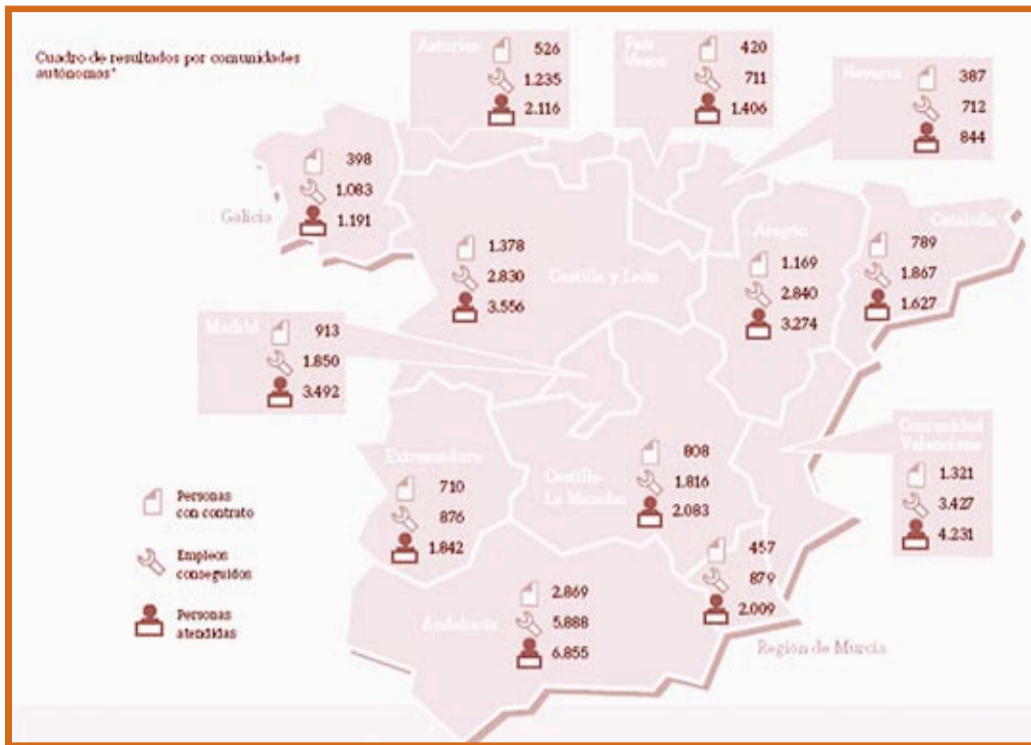 Cuadro de resultados por comunidades
autónomas*
Asturias
526
1.235
2.116
País
Vasco
420
711
1.406
Navarra
387
712
844
Galicia
398
1.083
1.191
Castilla y León
1.378
2.830
3.556
Aragón
1.169
2.840
3.274
Cataluña
789
1.867
1.627
Madrid
913
1.850
3.492
Extremadura
710
876
1.842
Castilla-
La Mancha
808
1.816
2.083
Comunidad
Valenciana
1.321
3.427
4.231
457
879
2.009
Región de Murcia
Andalucía
2.869
5.888
6.855
Personas
con contrato
Empleos
conseguidos
Personas
atendidas